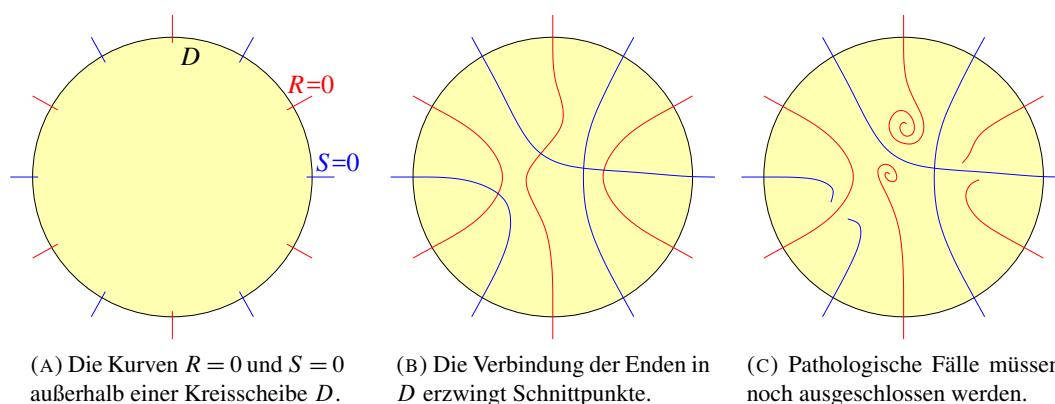 D
R=0
S=0
(A) Die Kurven R = 0 und S = 0
außerhalb einer Kreisscheibe D.
(B) Die Verbindung der Enden in
D erzwingt Schnittpunkte.
(C) Pathologische Fälle müssen
noch ausgeschlossen werden.